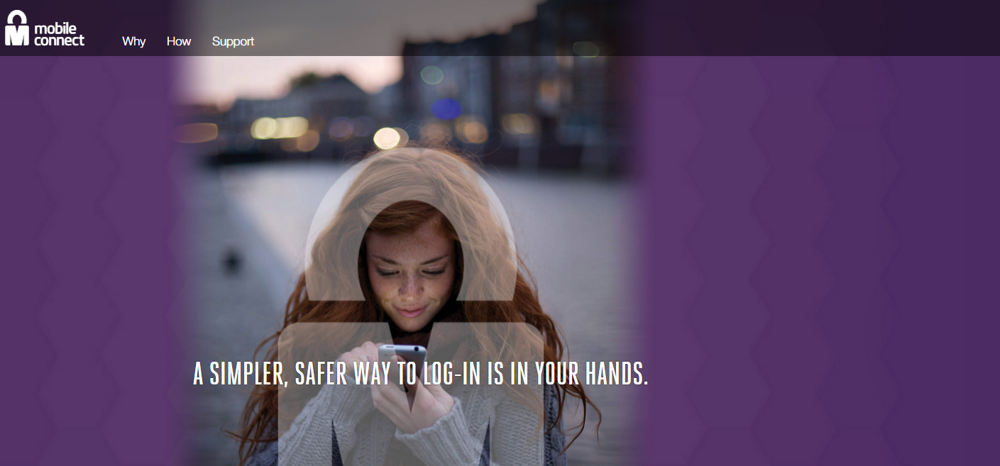 mobile
connect
Why How Support
A SIMPLER, SAFER WAY TO LOG-IN IS IN YOUR HANDS.